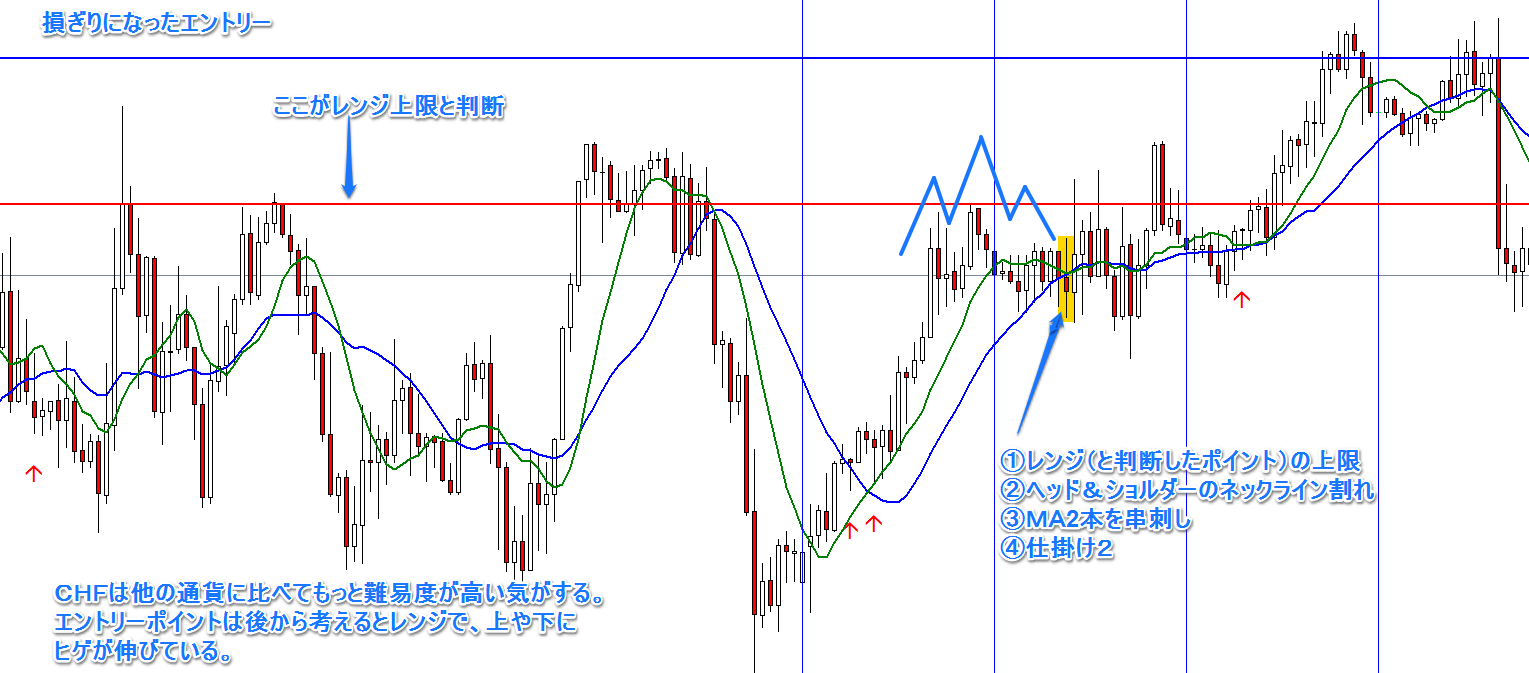 損ぎりになったエントリー
ここがレンジ上限と判断
①レンジ（と判断したポイント）の上限
②ヘッド＆ショルダーのネックライン割れ
③ＭＡ２本を串刺し
④仕掛け２
ＣＨＦは他の通貨に比べてもっと難易度が高い気がする。
エントリーポイントは後から考えるとレンジで、上や下に
ヒゲが伸びている。